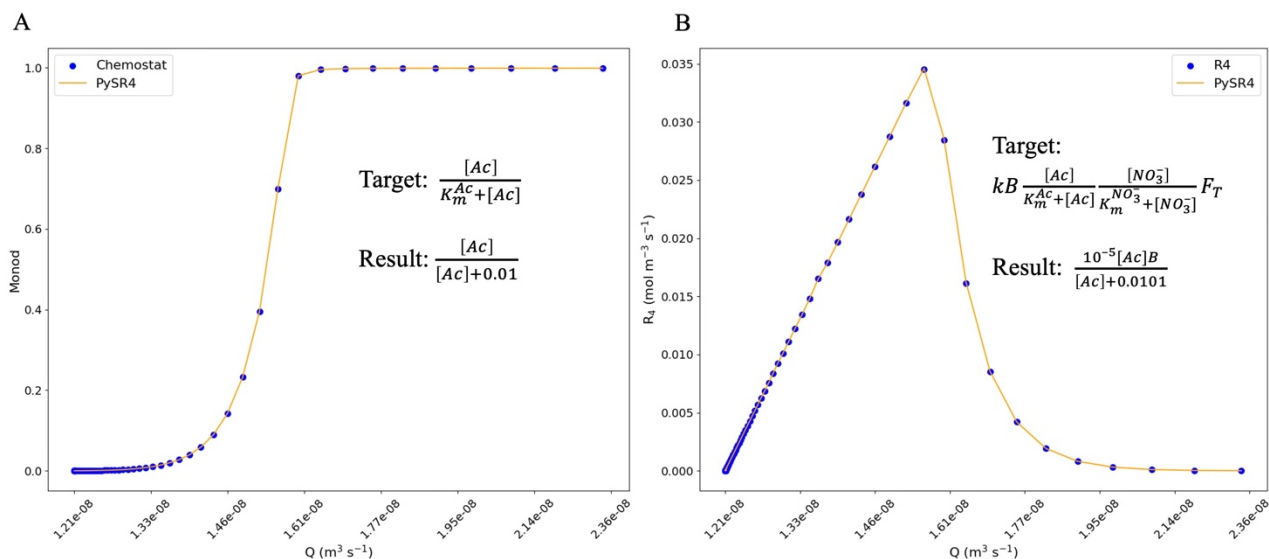 A
Chemostat
PySR4
1.0
0.8
0.6
0.4
0.2
0.0
Monod
Target: [Ac] / K_m^{Ac}+[Ac]
Result: [Ac] / [Ac]+0.01
1.21e-08
1.33e-08
1.46e-08
1.61e-08
1.77e-08
1.95e-08
2.14e-08
2.36e-08
Q (m³ s⁻¹)
B
R4
PySR4
0.035
0.030
0.025
0.020
0.015
0.010
0.005
0.000
R₄ (mol m⁻³ s⁻¹)
Target:
kB [Ac] / K_m^{Ac}+[Ac] [NO₃⁻] / K_m^{NO₃⁻}+[NO₃⁻] F_T
Result: 10⁻⁵[Ac]B / [Ac]+0.0101
1.21e-08
1.33e-08
1.46e-08
1.61e-08
1.77e-08
1.95e-08
2.14e-08
2.36e-08
Q (m³ s⁻¹)